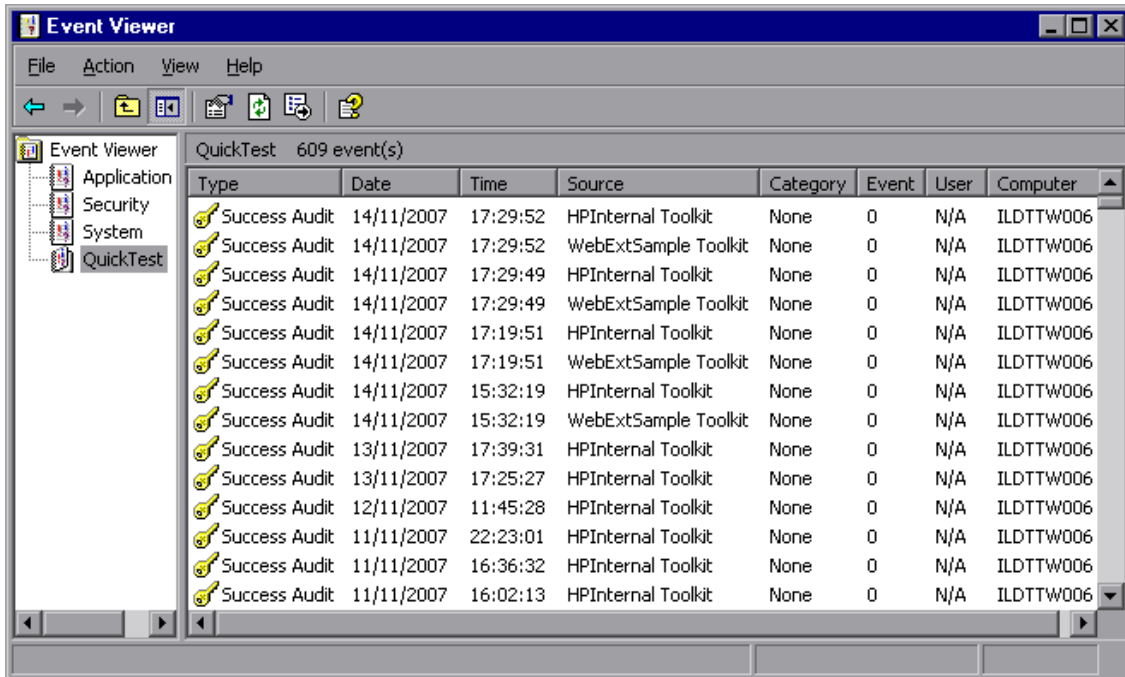 Event Viewer
File Action View Help
Event Viewer
Application
Security
System
QuickTest
QuickTest 609 event(s)
Type Date Time Source Category Event User Computer
Success Audit 14/11/2007 17:29:52 HPInternal Toolkit None 0 N/A ILDTTW006
Success Audit 14/11/2007 17:29:52 WebExtSample Toolkit None 0 N/A ILDTTW006
Success Audit 14/11/2007 17:29:49 HPInternal Toolkit None 0 N/A ILDTTW006
Success Audit 14/11/2007 17:29:49 WebExtSample Toolkit None 0 N/A ILDTTW006
Success Audit 14/11/2007 17:19:51 HPInternal Toolkit None 0 N/A ILDTTW006
Success Audit 14/11/2007 17:19:51 WebExtSample Toolkit None 0 N/A ILDTTW006
Success Audit 14/11/2007 15:32:19 HPInternal Toolkit None 0 N/A ILDTTW006
Success Audit 14/11/2007 15:32:19 WebExtSample Toolkit None 0 N/A ILDTTW006
Success Audit 13/11/2007 17:39:31 HPInternal Toolkit None 0 N/A ILDTTW006
Success Audit 13/11/2007 17:25:27 HPInternal Toolkit None 0 N/A ILDTTW006
Success Audit 12/11/2007 11:45:28 HPInternal Toolkit None 0 N/A ILDTTW006
Success Audit 11/11/2007 22:23:01 HPInternal Toolkit None 0 N/A ILDTTW006
Success Audit 11/11/2007 16:36:32 HPInternal Toolkit None 0 N/A ILDTTW006
Success Audit 11/11/2007 16:02:13 HPInternal Toolkit None 0 N/A ILDTTW006